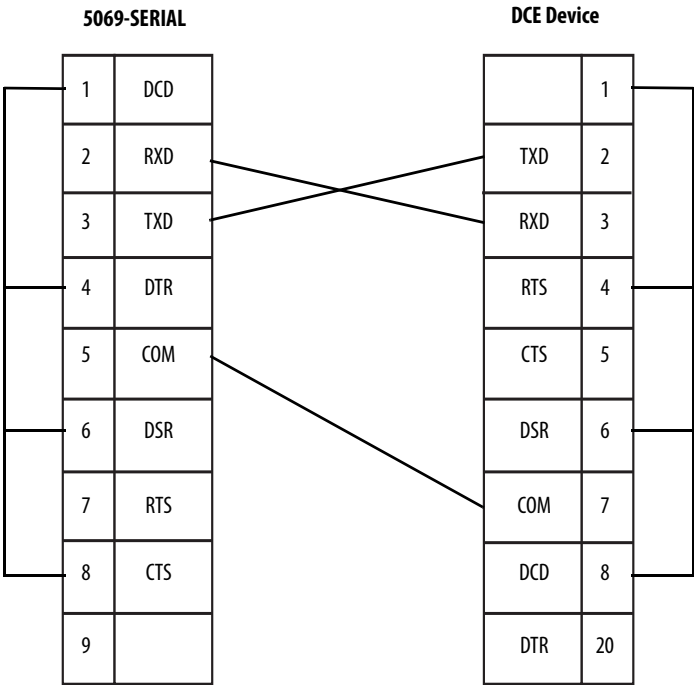 5069-SERIAL DCE Device
1 DCD 1
2 RXD TXD 2
3 TXD RXD 3
4 DTR RTS 4
5 COM CTS 5
6 DSR DSR 6
7 RTS COM 7
8 CTS DCD 8
9 DTR 20